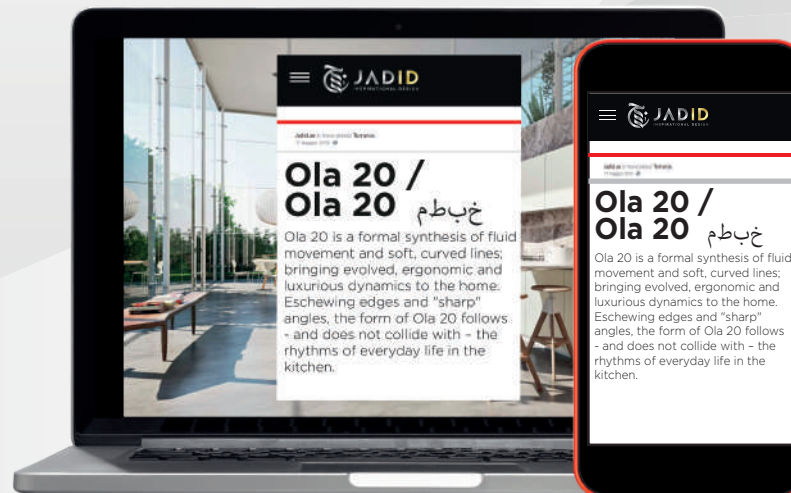 JADID
INSPIRATIONAL DESIGN
Ola 20 /
Ola 20 خبطم
Ola 20 is a formal synthesis of fluid
movement and soft, curved lines;
bringing evolved, ergonomic and
luxurious dynamics to the home.
Eschewing edges and "sharp"
angles, the form of Ola 20 follows
- and does not collide with – the
rhythms of everyday life in the
kitchen.
JADID
INSPIRATIONAL DESIGN
Ola 20 /
Ola 20 خبطم
Ola 20 is a formal synthesis of fluid
movement and soft, curved lines;
bringing evolved, ergonomic and
luxurious dynamics to the home.
Eschewing edges and "sharp"
angles, the form of Ola 20 follows
- and does not collide with – the
rhythms of everyday life in the
kitchen.